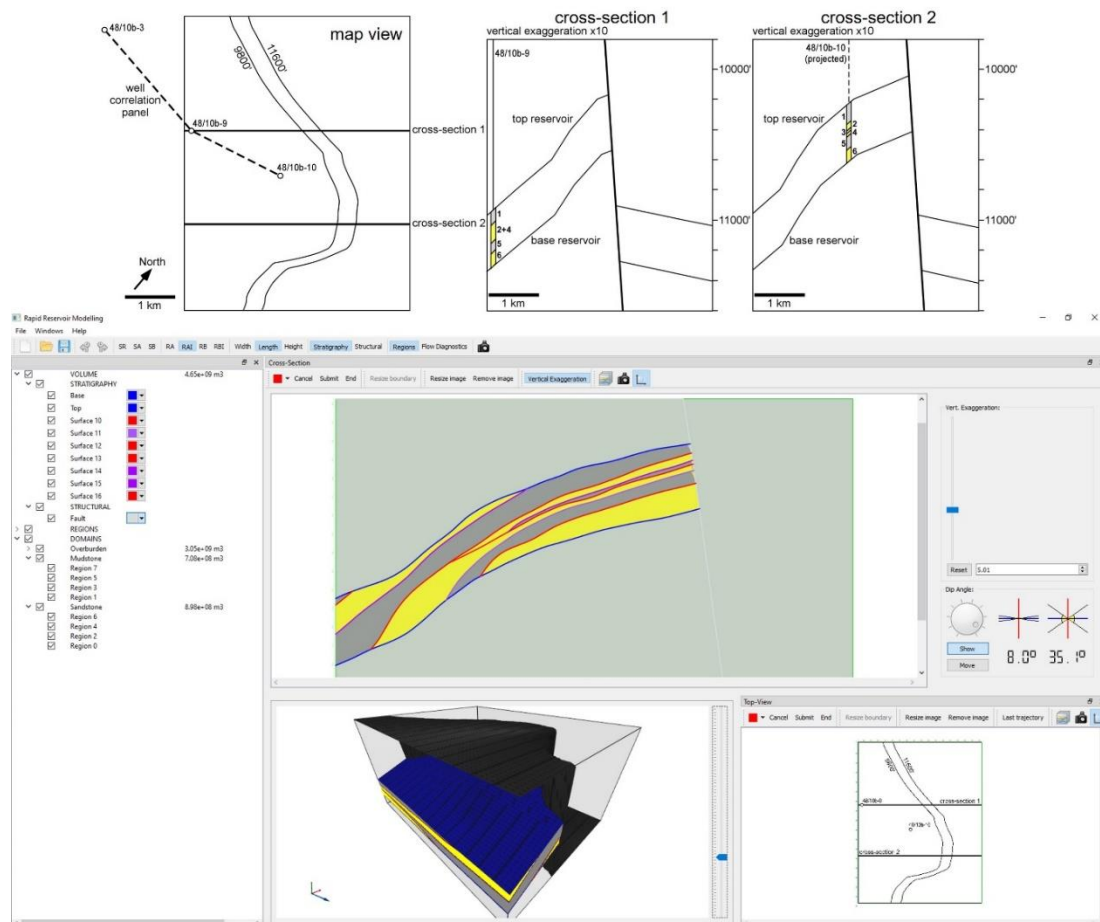 48/10b-3
well
correlation
panel
9800'
11600'
map view
48/10b-9
48/10b-10
cross-section 1
cross-section 2
North
1 km
cross-section 1
vertical exaggeration x10
48/10b-9
10000'
top reservoir
11000'
base reservoir
1
2+4
5
6
1 km
cross-section 2
vertical exaggeration x10
48/10b-10
(projected)
10000'
top reservoir
1
2
3
4
5
6
11000'
base reservoir
1 km
Rapid Reservoir Modelling
File Windows Help
SR SA SB RA RAI RB RBI Width Length Height Stratigraphy Structural Regions Flow Diagnostics
VOLUME 4.65e+09 m3
STRATIGRAPHY
Base
Top
Surface 10
Surface 11
Surface 12
Surface 13
Surface 14
Surface 15
Surface 16
STRUCTURAL
Fault
REGIONS
DOMAINS
Overburden 3.05e+09 m3
Mudstone 7.08e+08 m3
Region 7
Region 5
Region 3
Region 1
Sandstone 8.98e+08 m3
Region 6
Region 4
Region 2
Region 0
Cross-Section
Cancel Submit End Resize boundary Resize image Remove image Vertical Exaggeration
Vert. Exaggeration:
Reset 5.01
Dip Angle:
Show
Move
8.0° 35.1°
Top-View
Cancel Submit End Resize boundary Resize image Remove image Last trajectory
cross-section 1
cross-section 2